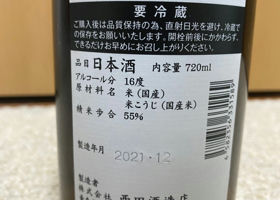 要冷蔵
ご購入後は品質保持の為、直射日光を避け、冷蔵で
の保存をお願いいたします。開栓前後にかかわらず、
できるだけお早めにお召し上がりください。
品目 日本酒 内容量 720ml
アルコール分 16度
原材料名 米(国産)
米こうじ(国産米)
精米歩合 55%
製造年月 2021.12
製造者
株式会社 西田酒造店